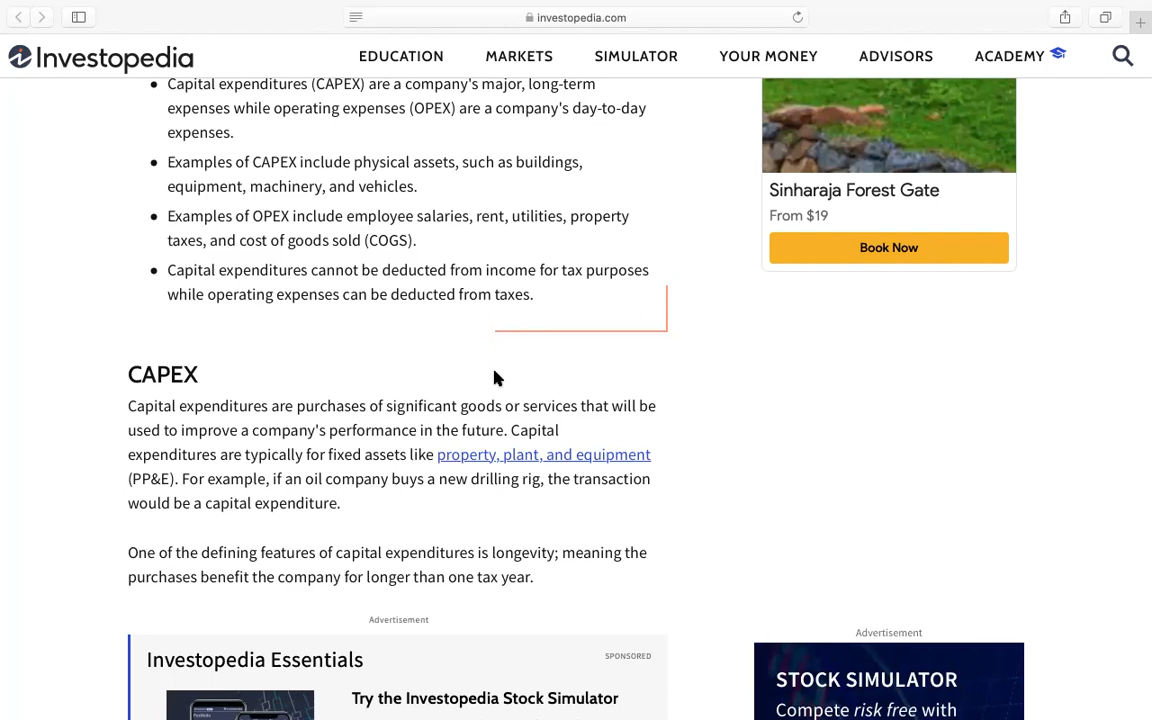 investopedia.com
Investopedia
EDUCATION MARKETS SIMULATOR YOUR MONEY ADVISORS ACADEMY
Capital expenditures (CAPEX) are a company's major, long-term
expenses while operating expenses (OPEX) are a company's day-to-day
expenses.
Examples of CAPEX include physical assets, such as buildings,
equipment, machinery, and vehicles.
Examples of OPEX include employee salaries, rent, utilities, property
taxes, and cost of goods sold (COGS).
Capital expenditures cannot be deducted from income for tax purposes
while operating expenses can be deducted from taxes.
CAPEX
Capital expenditures are purchases of significant goods or services that will be
used to improve a company's performance in the future. Capital
expenditures are typically for fixed assets like property, plant, and equipment
(PP&E). For example, if an oil company buys a new drilling rig, the transaction
would be a capital expenditure.
One of the defining features of capital expenditures is longevity; meaning the
purchases benefit the company for longer than one tax year.
Advertisement
Investopedia Essentials
SPONSORED
Try the Investopedia Stock Simulator
Sinharaja Forest Gate
From $19
Book Now
Advertisement
STOCK SIMULATOR
Compete risk free with